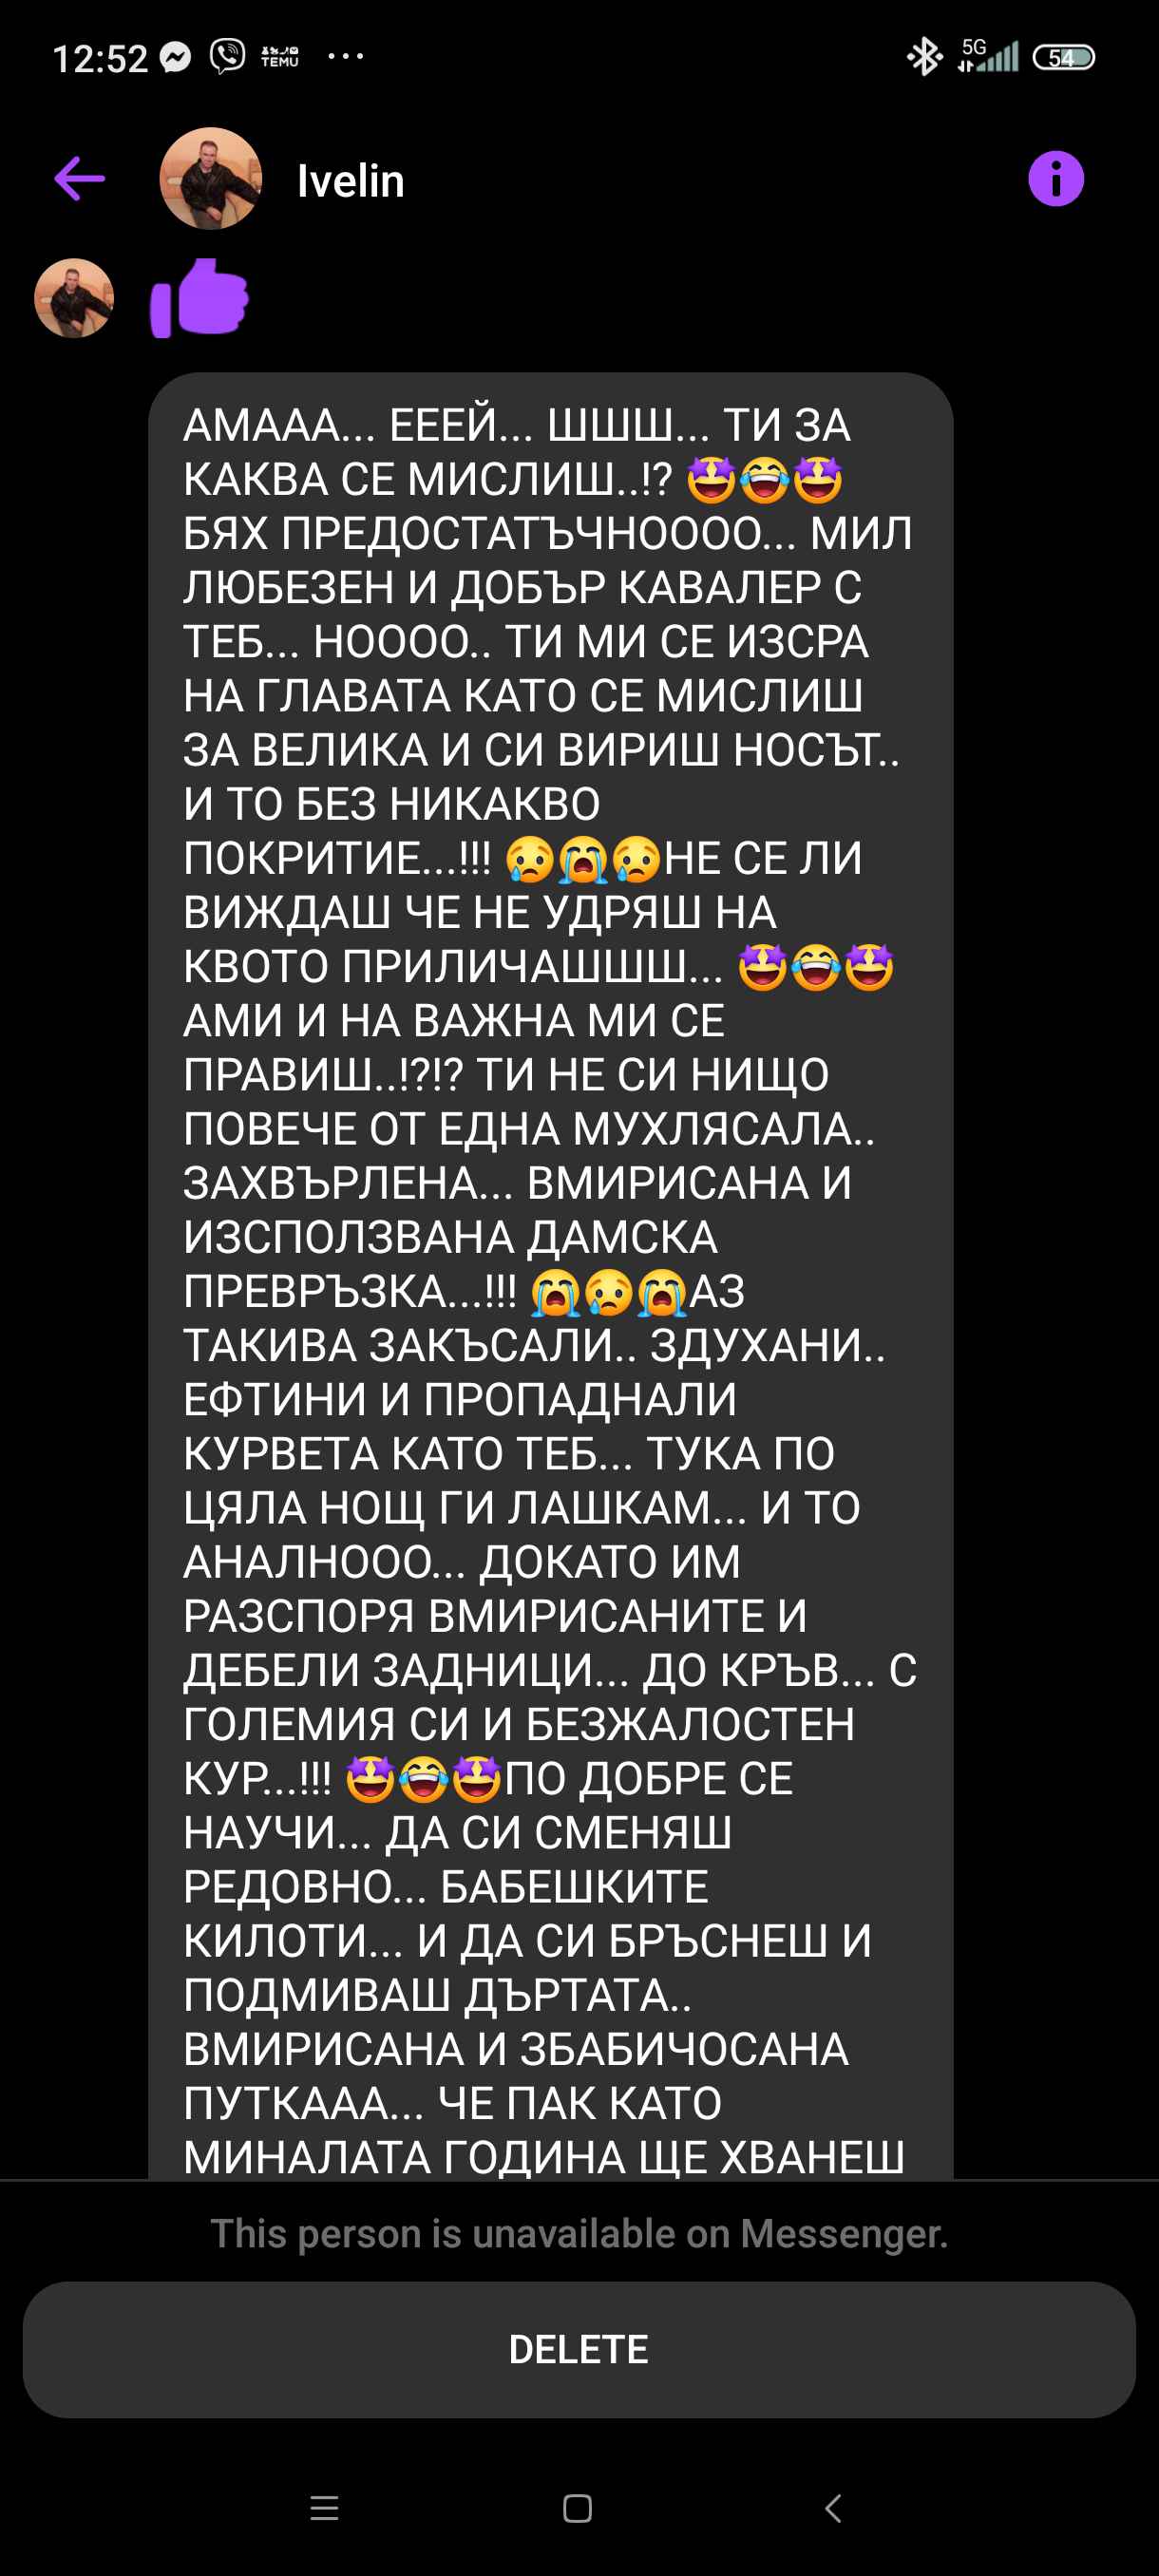 12:52 TEMU ... 5G 54
Ivelin
АМААА... ЕЕЕЙ... ШШШ... ТИ ЗА
КАКВА СЕ МИСЛИШ..!? 🤩😂🤩
БЯХ ПРЕДОСТАТЪЧНОООО... МИЛ
ЛЮБЕЗЕН И ДОБЪР КАВАЛЕР С
ТЕБ... НОООО.. ТИ МИ СЕ ИЗСРА
НА ГЛАВАТА КАТО СЕ МИСЛИШ
ЗА ВЕЛИКА И СИ ВИРИШ НОСЪТ..
И ТО БЕЗ НИКАКВО
ПОКРИТИЕ...!!! 😢😭😢НЕ СЕ ЛИ
ВИЖДАШ ЧЕ НЕ УДРЯШ НА
КВОТО ПРИЛИЧАШШШ... 🤩😂🤩
АМИ И НА ВАЖНА МИ СЕ
ПРАВИШ..!?!? ТИ НЕ СИ НИЩО
ПОВЕЧЕ ОТ ЕДНА МУХЛЯСАЛА..
ЗАХВЪРЛЕНА... ВМИРИСАНА И
ИЗСПОЛЗВАНА ДАМСКА
ПРЕВРЪЗКА...!!! 😭😢😭АЗ
ТАКИВА ЗАКЪСАЛИ.. ЗДУХАНИ..
ЕФТИНИ И ПРОПАДНАЛИ
КУРВЕТА КАТО ТЕБ... ТУКА ПО
ЦЯЛА НОЩ ГИ ЛАШКАМ... И ТО
АНАЛНООО... ДОКАТО ИМ
РАЗСПОРЯ ВМИРИСАНИТЕ И
ДЕБЕЛИ ЗАДНИЦИ... ДО КРЪВ... С
ГОЛЕМИЯ СИ И БЕЗЖАЛОСТЕН
КУР...!!! 🤩😂🤩ПО ДОБРЕ СЕ
НАУЧИ... ДА СИ СМЕНЯШ
РЕДОВНО... БАБЕШКИТЕ
КИЛОТИ... И ДА СИ БРЪСНЕШ И
ПОДМИВАШ ДЪРТАТА..
ВМИРИСАНА И ЗБАБИЧОСАНА
ПУТКААА... ЧЕ ПАК КАТО
МИНАЛАТА ГОДИНА ЩЕ ХВАНЕШ
This person is unavailable on Messenger.
DELETE